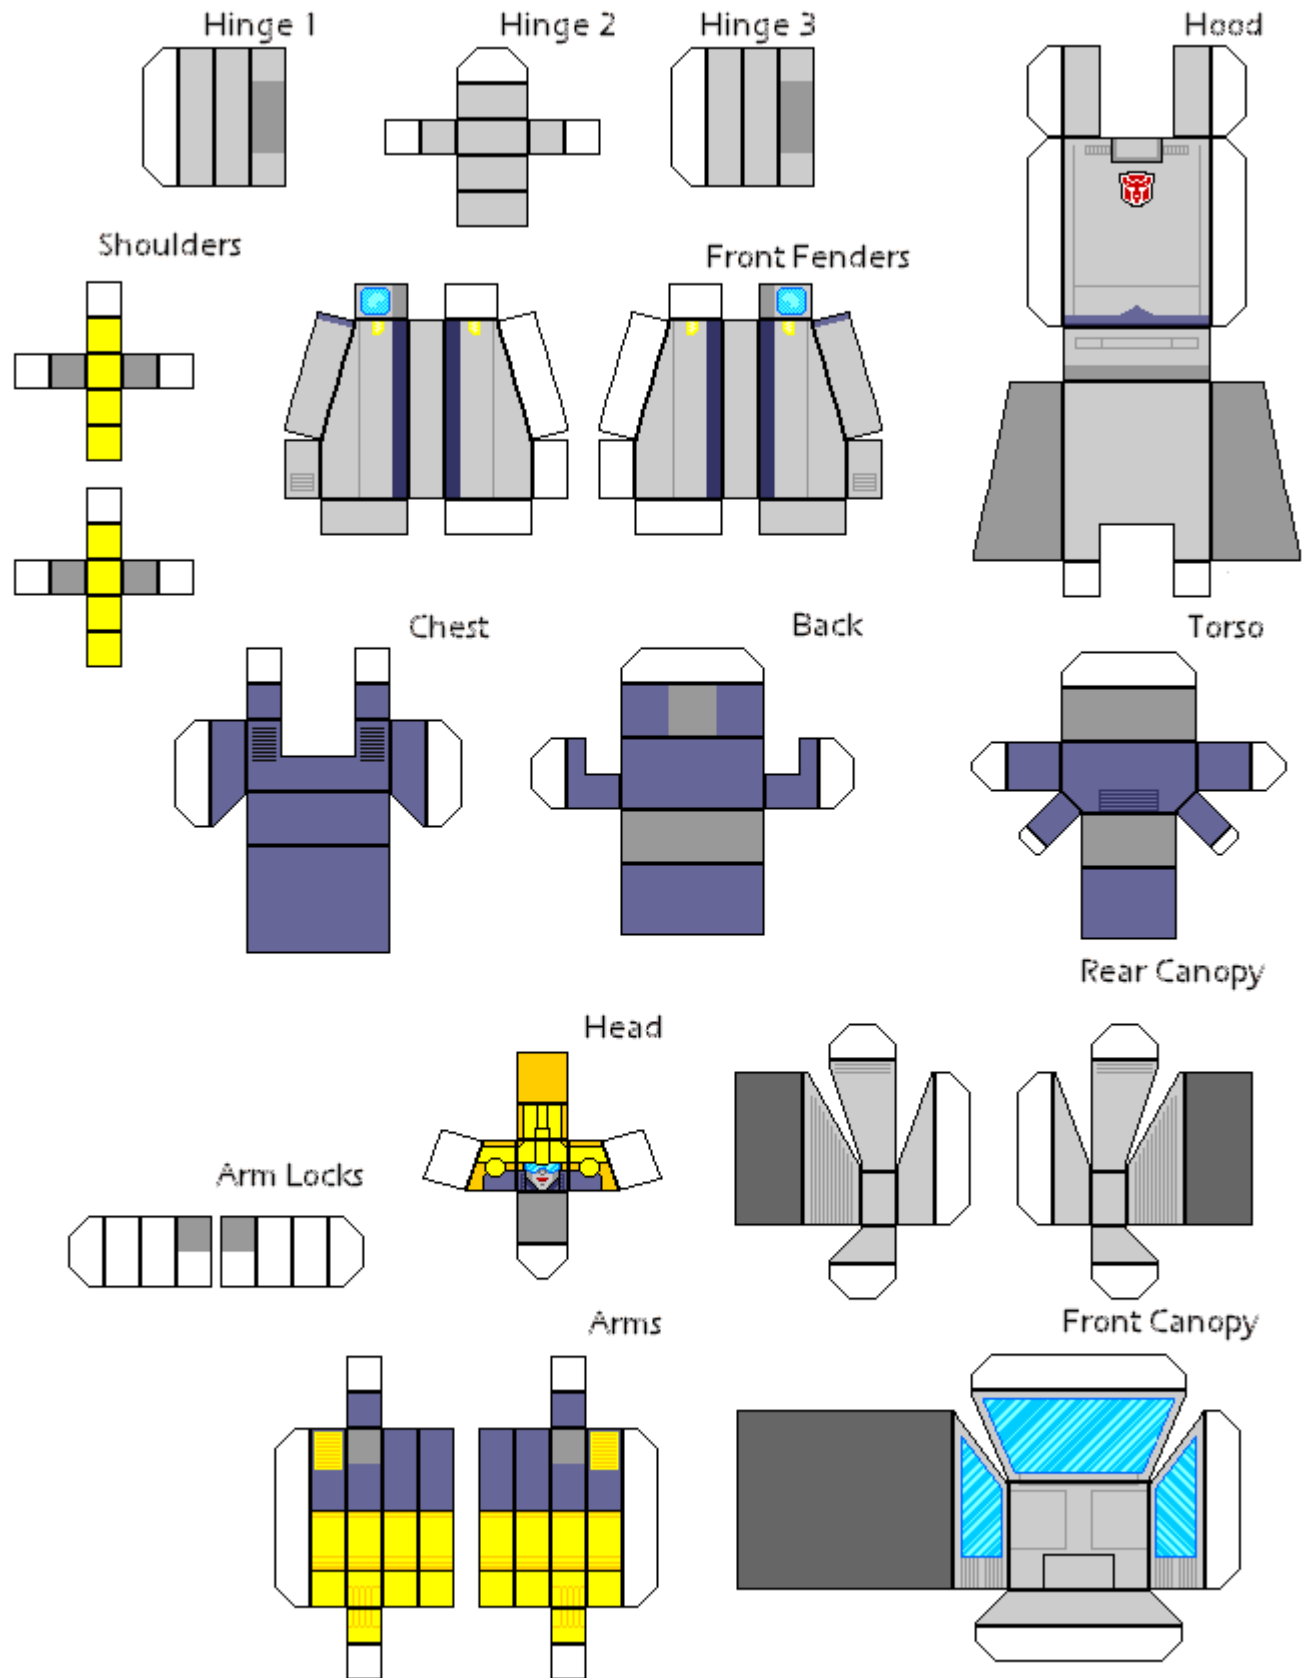 Hinge 1
Hinge 2
Hinge 3
Hood
Shoulders
Front Fenders
Chest
Back
Torso
Rear Canopy
Head
Arm Locks
Arms
Front Canopy